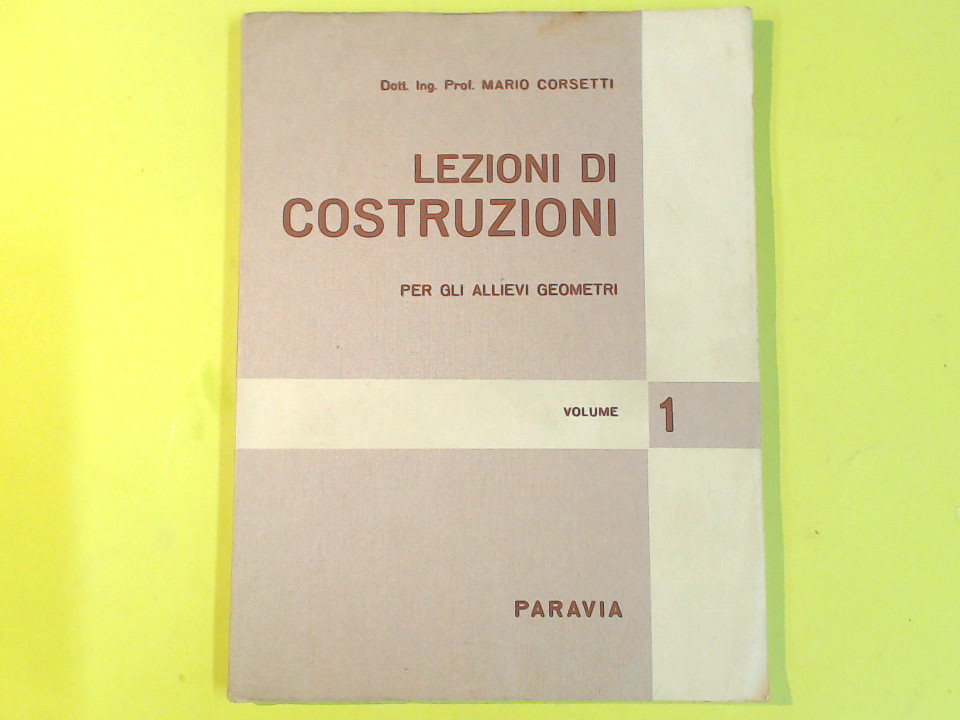 Dott. Ing. Prof. MARIO CORSETTI
LEZIONI DI
COSTRUZIONI
PER GLI ALLIEVI GEOMETRI
VOLUME 1
PARAVIA